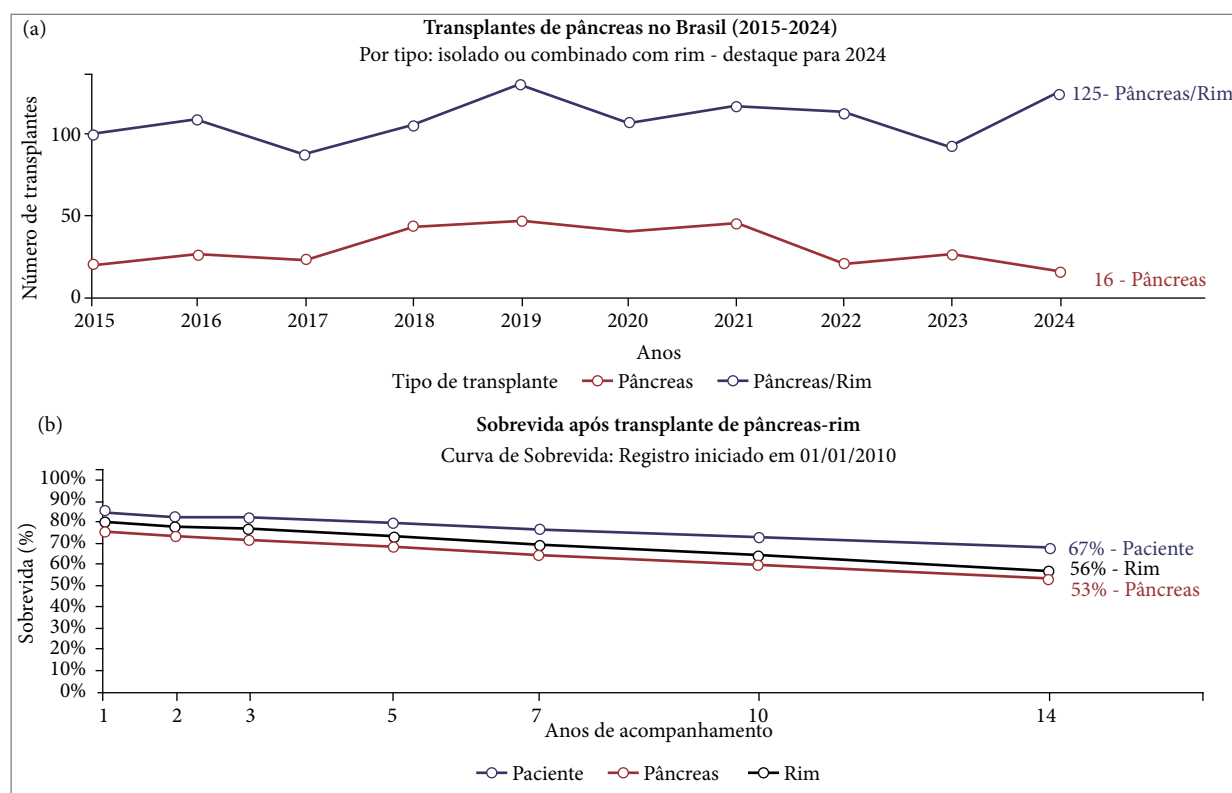 (a)
Transplantes de pâncreas no Brasil (2015-2024)
Por tipo: isolado ou combinado com rim - destaque para 2024
Número de transplantes
100
50
0
125- Pâncreas/Rim
16 - Pâncreas
2015 2016 2017 2018 2019 2020 2021 2022 2023 2024
Anos
Tipo de transplante Pâncreas Pâncreas/Rim
(b)
Sobrevida após transplante de pâncreas-rim
Curva de Sobrevida: Registro iniciado em 01/01/2010
Sobrevida (%)
100%
90%
80%
70%
60%
50%
40%
30%
20%
10%
0%
67% - Paciente
56% - Rim
53% - Pâncreas
1 2 3 5 7 10 14
Anos de acompanhamento
Paciente Pâncreas Rim